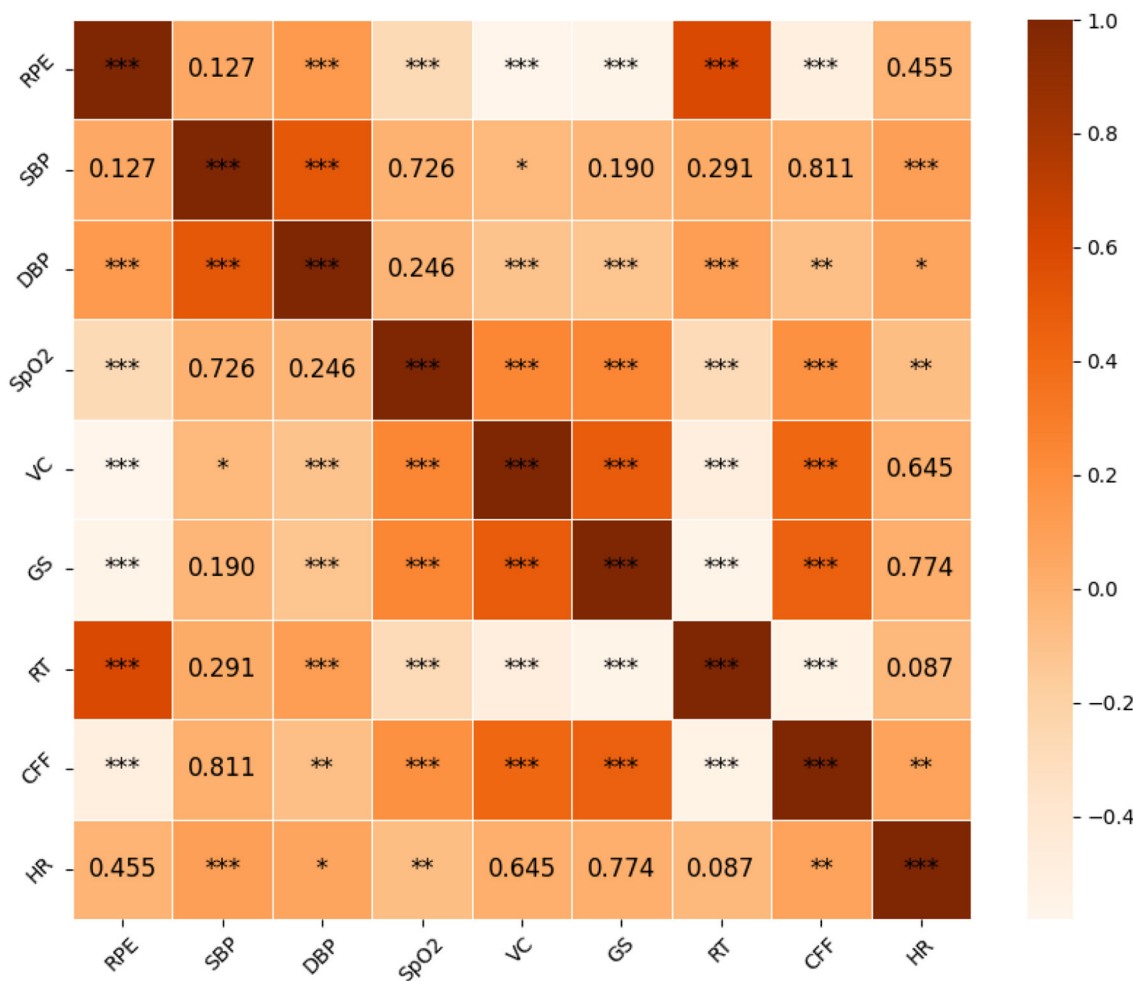 RPE *** 0.127 *** *** *** *** *** *** 0.455
SBP 0.127 *** *** 0.726 * 0.190 0.291 0.811 ***
DBP *** *** *** 0.246 *** *** *** ** *
SpO2 *** 0.726 0.246 *** *** *** *** *** **
VC *** * *** *** *** *** *** *** 0.645
GS *** 0.190 *** *** *** *** *** *** 0.774
RT *** 0.291 *** *** *** *** *** *** 0.087
CFF *** 0.811 ** *** *** *** *** *** **
HR 0.455 *** * ** 0.645 0.774 0.087 ** ***
RPE SBP DBP SpO2 VC GS RT CFF HR
1.0
0.8
0.6
0.4
0.2
0.0
−0.2
−0.4